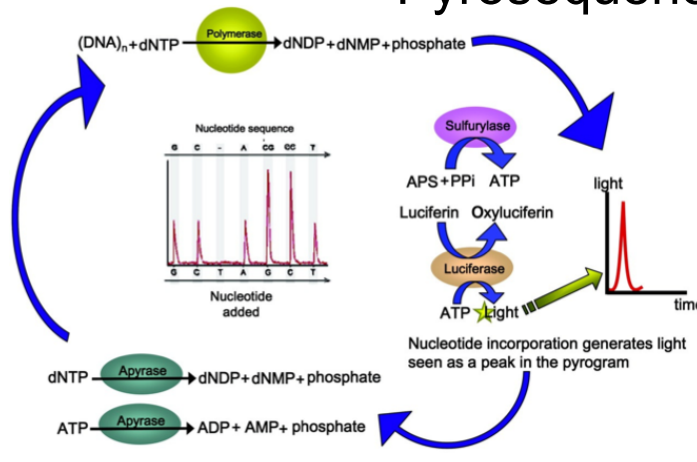 (DNA)n+dNTP Polymerase dNDP+dNMP+phosphate
Nucleotide sequence
G C - A CG CC T
G C T A G C T
Nucleotide
added
Sulfurylase
APS+PPi ATP
Luciferin Oxyluciferin
Luciferase
ATP Light
light
time
Nucleotide incorporation generates light
seen as a peak in the pyrogram
dNTP Apyrase dNDP+dNMP+phosphate
ATP Apyrase ADP+AMP+phosphate